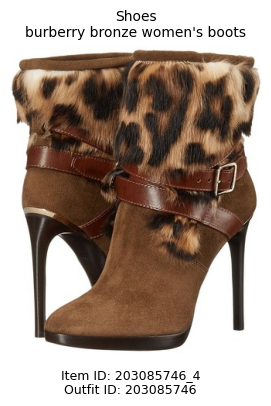 Shoes
burberry bronze women's boots
Item ID: 203085746_4
Outfit ID: 203085746